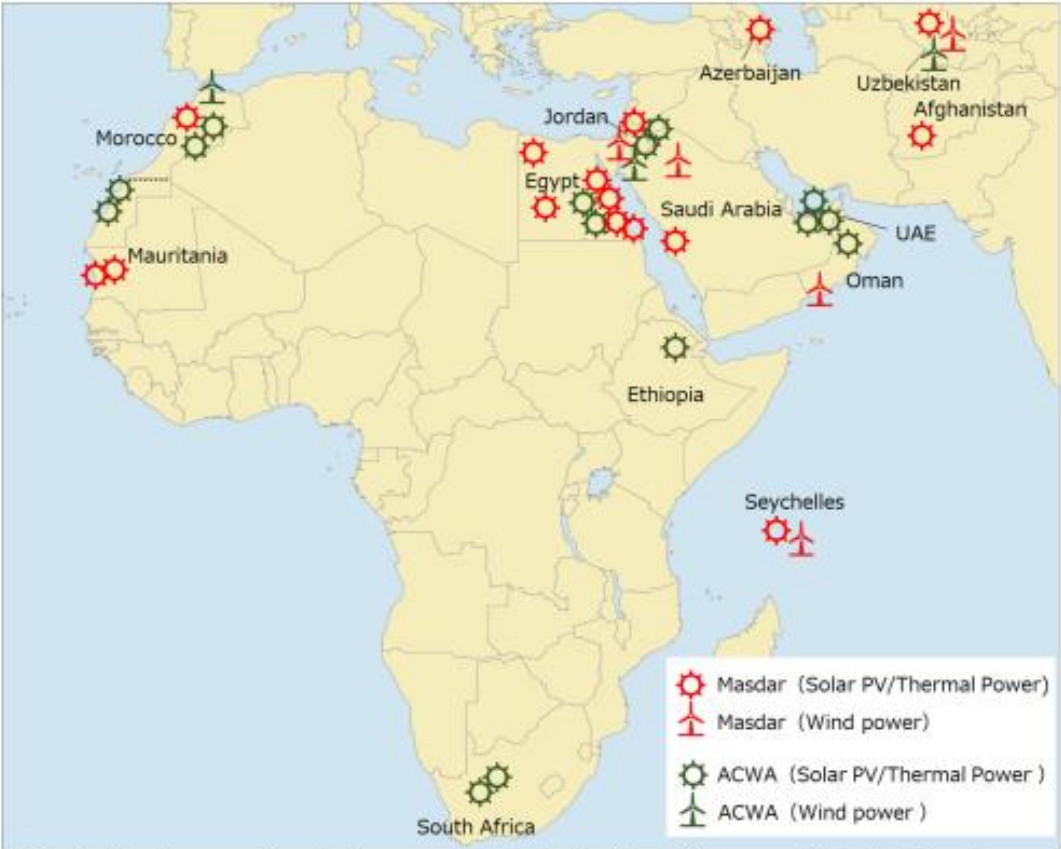 Azerbaijan
Uzbekistan
Afghanistan
Jordan
Morocco
Egypt
Saudi Arabia
UAE
Mauritania
Oman
Ethiopia
Seychelles
Masdar (Solar PV/Thermal Power)
Masdar (Wind power)
ACWA (Solar PV/Thermal Power )
ACWA (Wind power )
South Africa